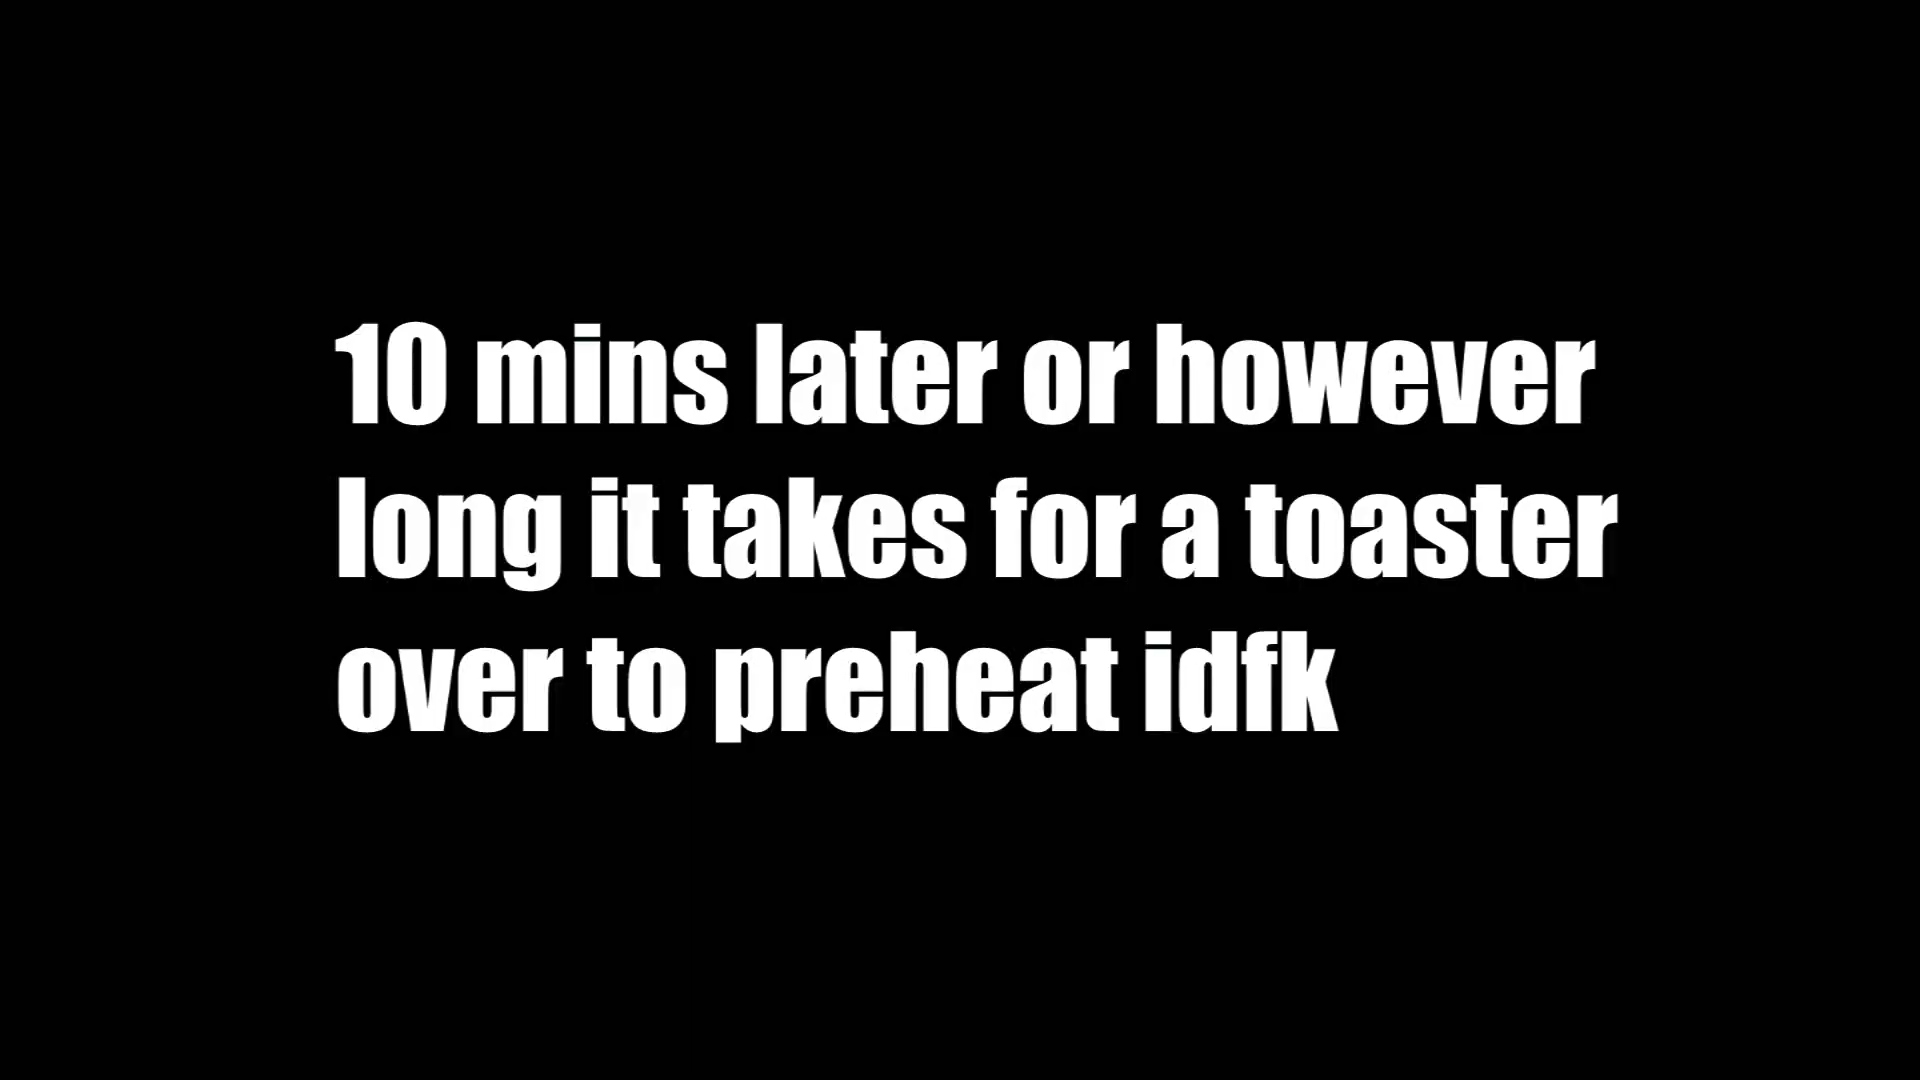 10 mins later or however
long it takes for a toaster
over to preheat idfk